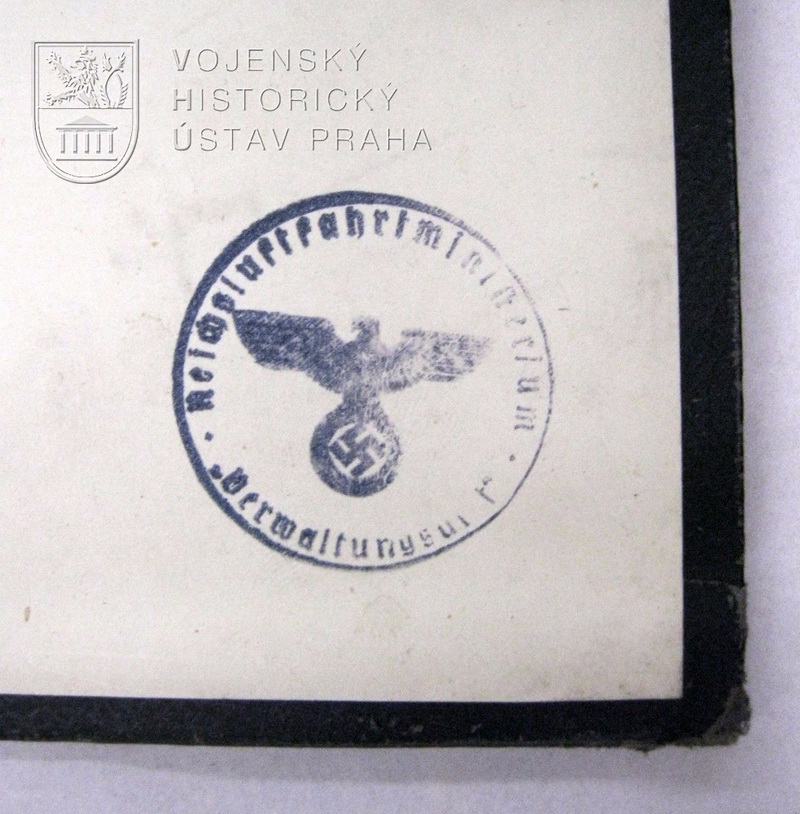 VOJENSKÝ
HISTORICKÝ
ÚSTAV PRAHA
Reichsluftfahrtministerium